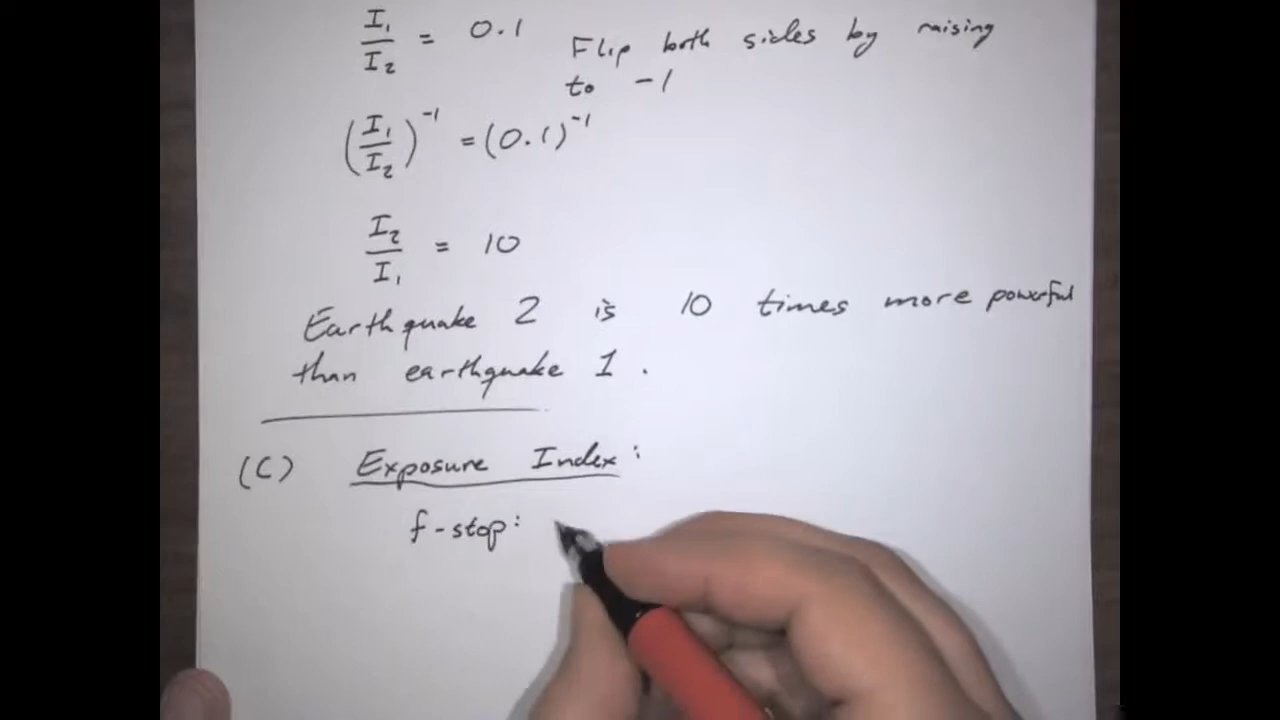 I₁/I₂ = 0.1 Flip both sides by raising
to -1
(I₁/I₂)⁻¹ = (0.1)⁻¹
I₂/I₁ = 10
Earthquake 2 is 10 times more powerful
than earthquake 1.
(C) Exposure Index:
f-stop: